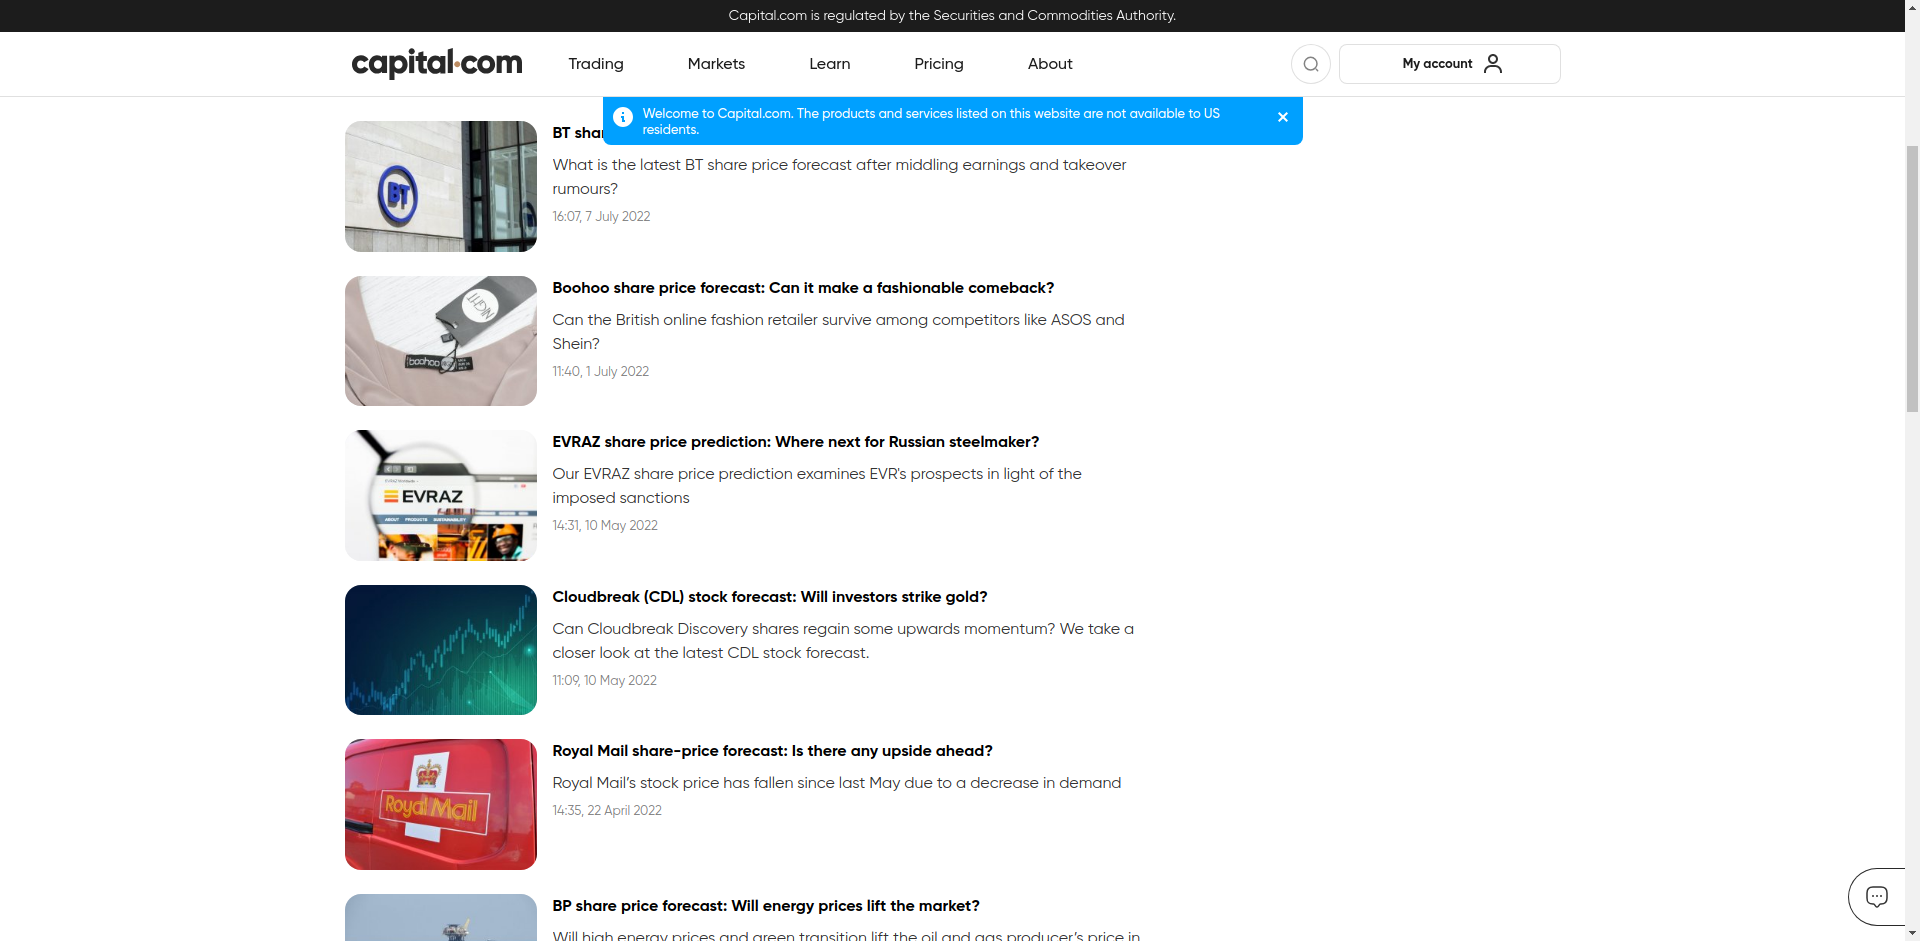 Capital.com is regulated by the Securities and Commodities Authority.
capital.com
Trading
Markets
Learn
Pricing
About
My account
Welcome to Capital.com. The products and services listed on this website are not available to US
residents.
BT
BT shar
What is the latest BT share price forecast after middling earnings and takeover
rumours?
16:07, 7 July 2022
boohoo
Boohoo share price forecast: Can it make a fashionable comeback?
Can the British online fashion retailer survive among competitors like ASOS and
Shein?
11:40, 1 July 2022
EVRAZ
ABOUT PRODUCTS SUSTAINABILITY
EVRAZ share price prediction: Where next for Russian steelmaker?
Our EVRAZ share price prediction examines EVR's prospects in light of the
imposed sanctions
14:31, 10 May 2022
Cloudbreak (CDL) stock forecast: Will investors strike gold?
Can Cloudbreak Discovery shares regain some upwards momentum? We take a
closer look at the latest CDL stock forecast.
11:09, 10 May 2022
Royal Mail
Royal Mail share-price forecast: Is there any upside ahead?
Royal Mail’s stock price has fallen since last May due to a decrease in demand
14:35, 22 April 2022
BP share price forecast: Will energy prices lift the market?
Will high energy prices and green transition lift the oil and gas producer’s price in